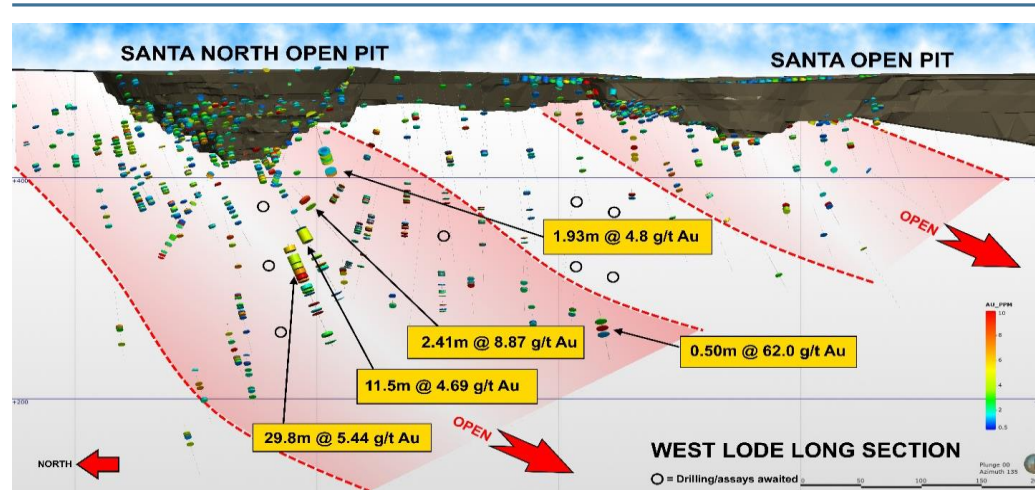 SANTA NORTH OPEN PIT
SANTA OPEN PIT
+400
1.93m @ 4.8 g/t Au
OPEN
AU_PPM
10
8
6
4
2
0.5
2.41m @ 8.87 g/t Au
0.50m @ 62.0 g/t Au
11.5m @ 4.69 g/t Au
+200
29.8m @ 5.44 g/t Au
OPEN
WEST LODE LONG SECTION
NORTH
= Drilling/assays awaited
Plunge 00
Azimuth 135
0
50
100
150